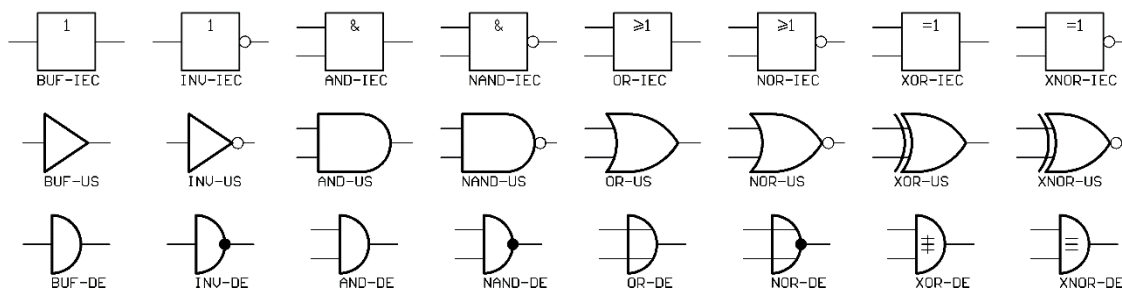 1 1 & & ≥1 ≥1 =1 =1
BUF-IEC INV-IEC AND-IEC NAND-IEC OR-IEC NOR-IEC XOR-IEC XNOR-IEC
BUF-US INV-US AND-US NAND-US OR-US NOR-US XOR-US XNOR-US
BUF-DE INV-DE AND-DE NAND-DE OR-DE NOR-DE XOR-DE XNOR-DE